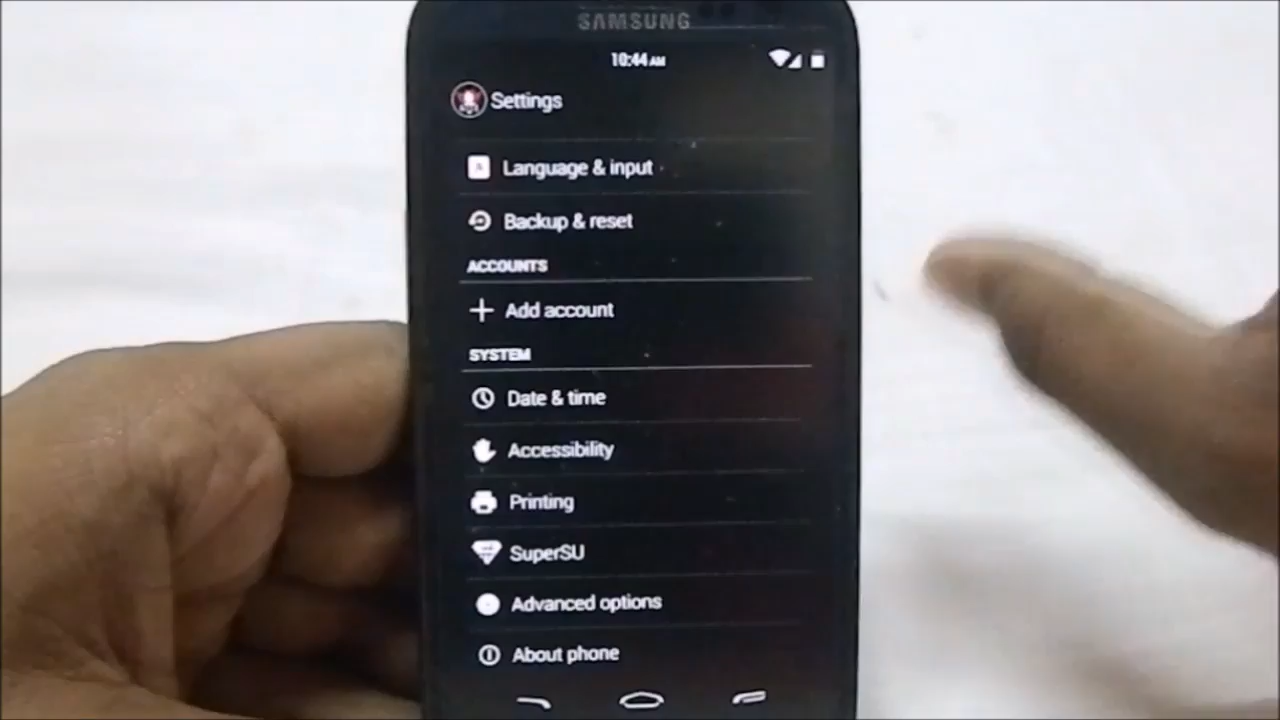 SAMSUNG
10:44 AM
Settings
Language & input
Backup & reset
ACCOUNTS
Add account
SYSTEM
Date & time
Accessibility
Printing
SuperSU
Advanced options
About phone